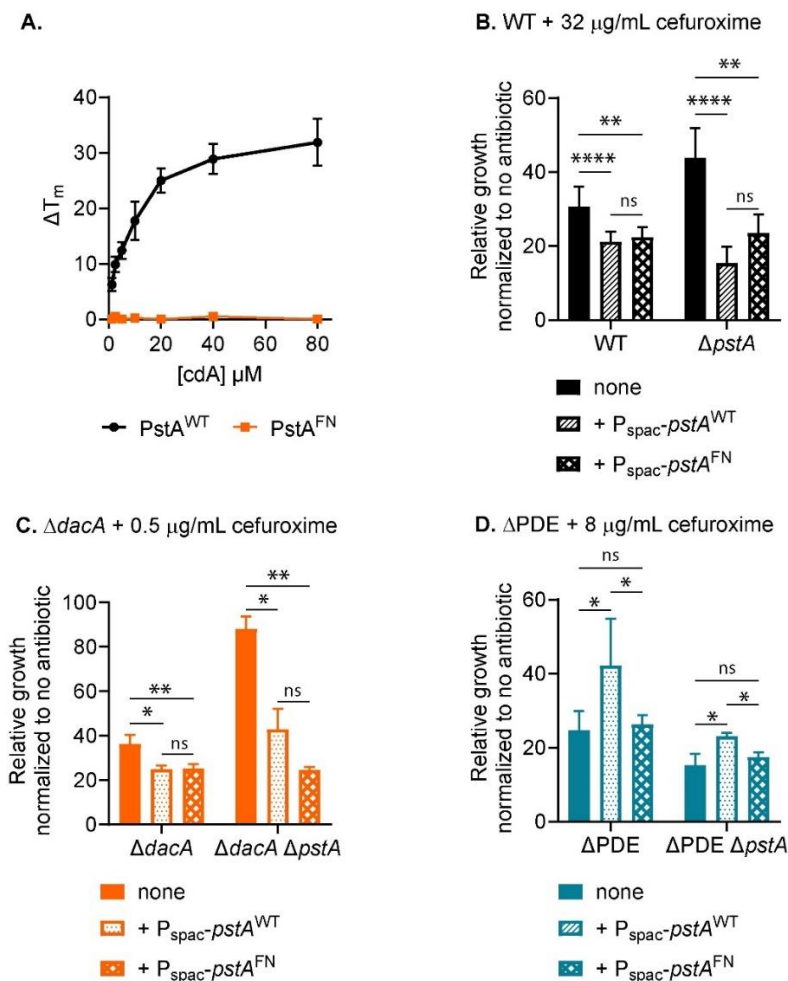 A.
ΔTm
40
30
20
10
0
0 20 40 60 80
[cdA] μM
PstA^WT PstA^FN
B. WT + 32 μg/mL cefuroxime
Relative growth
normalized to no antibiotic
60
40
20
0
**
****
ns
**
****
ns
WT ΔpstA
none
+ Pspac-pstA^WT
+ Pspac-pstA^FN
C. ΔdacA + 0.5 μg/mL cefuroxime
Relative growth
normalized to no antibiotic
100
80
60
40
20
0
**
*
ns
**
*
ns
ΔdacA ΔdacA ΔpstA
none
+ Pspac-pstA^WT
+ Pspac-pstA^FN
D. ΔPDE + 8 μg/mL cefuroxime
Relative growth
normalized to no antibiotic
60
40
20
0
ns
*
*
ns
*
*
ΔPDE ΔPDE ΔpstA
none
+ Pspac-pstA^WT
+ Pspac-pstA^FN